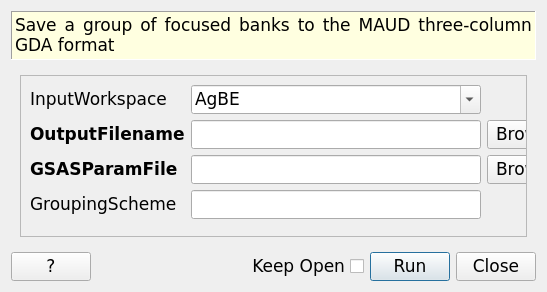 Save a group of focused banks to the MAUD three-column
GDA format
InputWorkspace AgBE
OutputFilename Bro
GSASParamFile Bro
GroupingScheme
? Keep Open Run Close